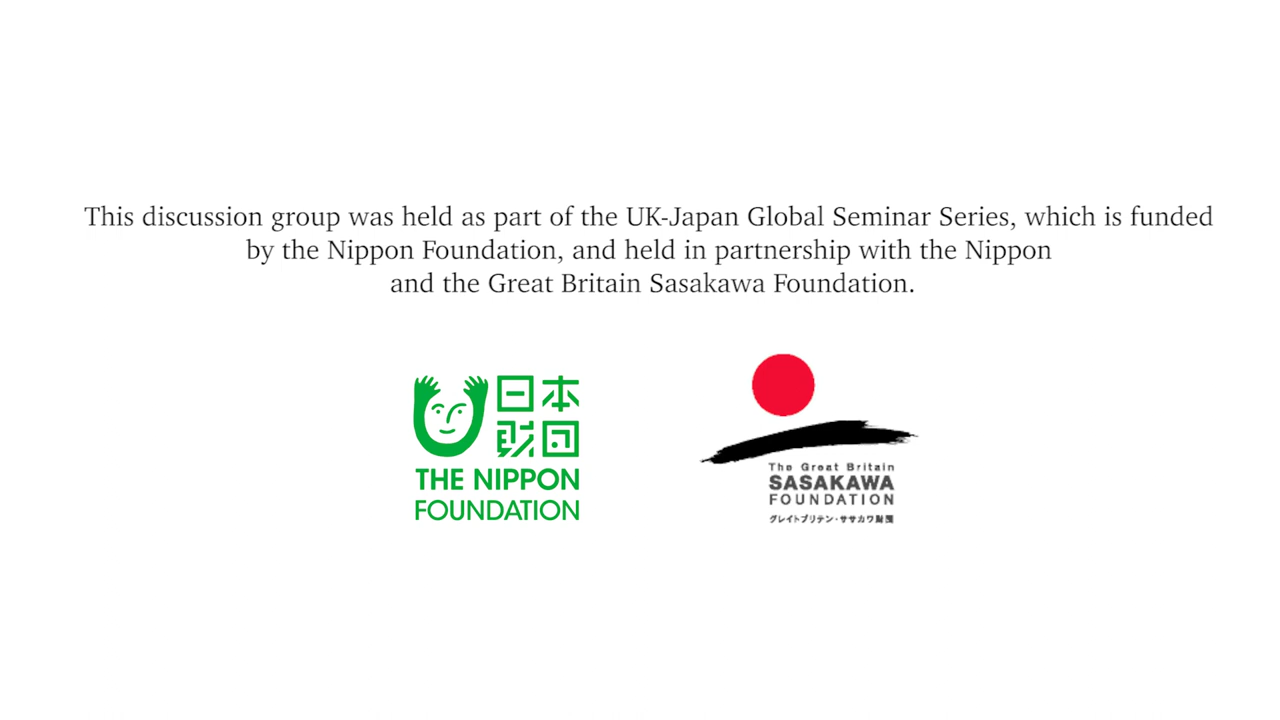 This discussion group was held as part of the UK-Japan Global Seminar Series, which is funded
by the Nippon Foundation, and held in partnership with the Nippon
and the Great Britain Sasakawa Foundation.
日本
財団
THE NIPPON
FOUNDATION
The Great Britain
SASAKAWA
FOUNDATION
グレイトブリテン・ササカワ財団